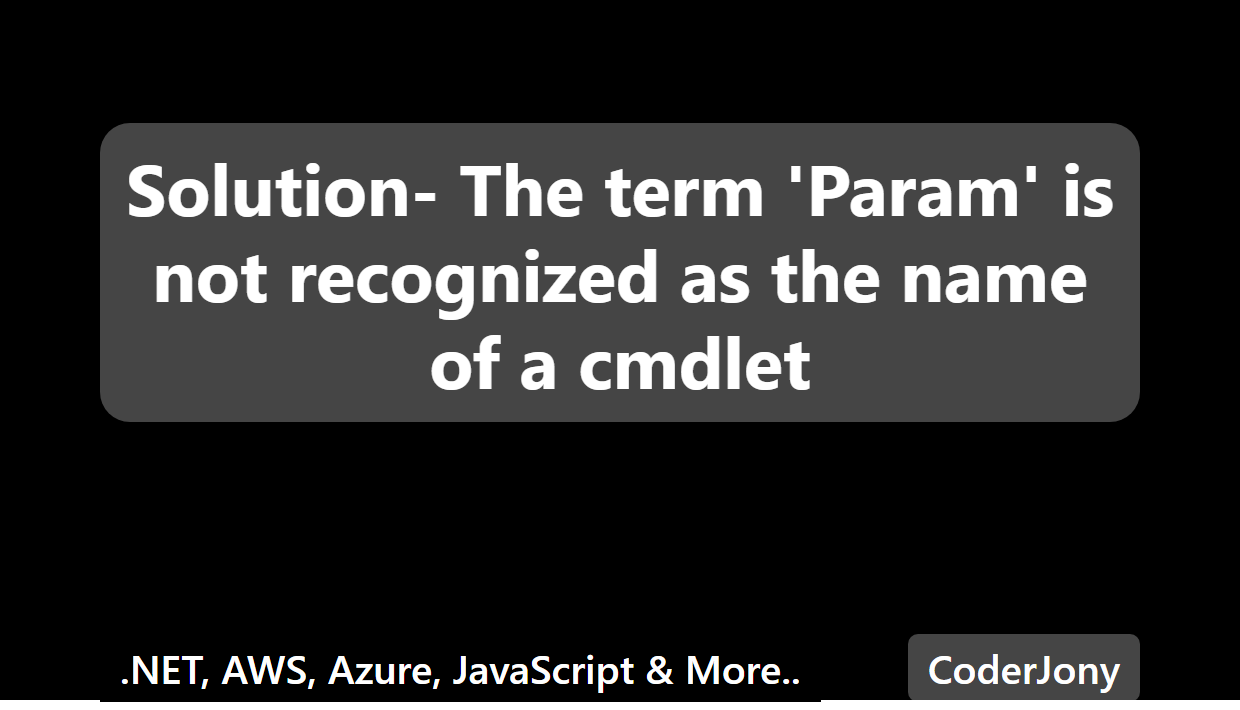 Solution- The term 'Param' is
not recognized as the name
of a cmdlet
.NET, AWS, Azure, JavaScript & More..
CoderJony